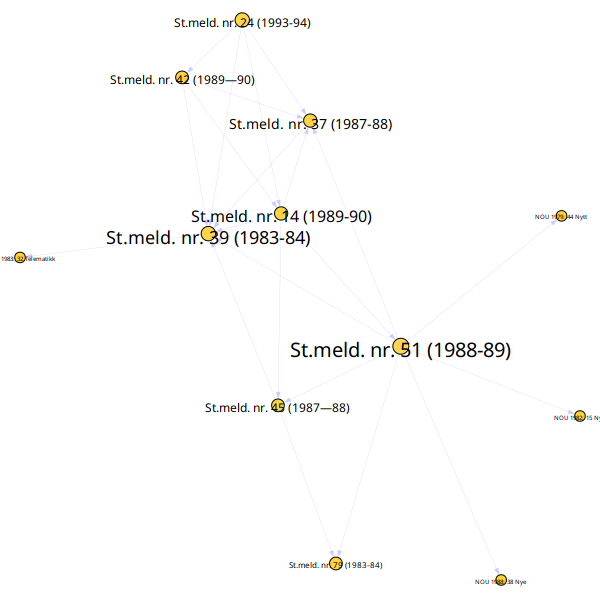 St.meld. nr. 24 (1993-94)
St.meld. nr. 42 (1989—90)
St.meld. nr. 37 (1987-88)
St.meld. nr. 14 (1989-90)
NOU 1979:44 Nytt
St.meld. nr. 39 (1983-84)
1983:32 Telematikk
St.meld. nr. 51 (1988-89)
St.meld. nr. 45 (1987—88)
NOU 1982:15 Ny
St.meld. nr. 79 (1983-84)
NOU 38 Nye